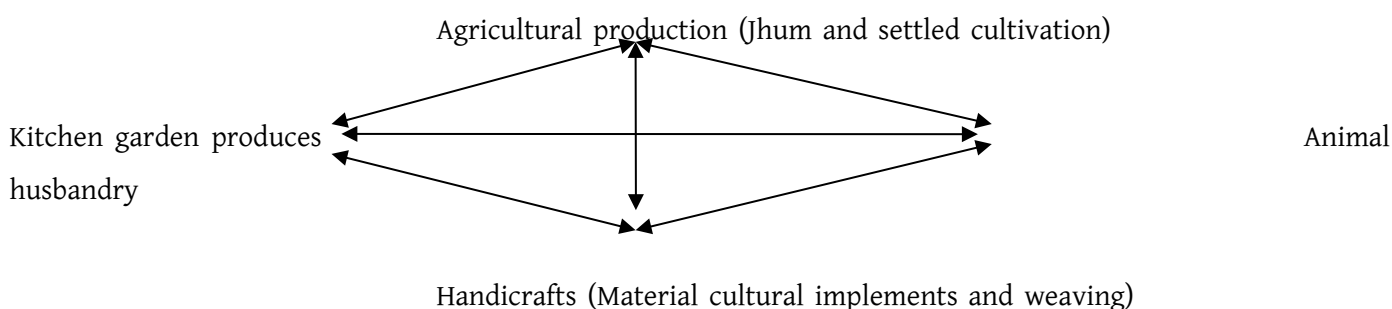 Agricultural production (Jhum and settled cultivation)
Kitchen garden produces Animal
husbandry
Handicrafts (Material cultural implements and weaving)